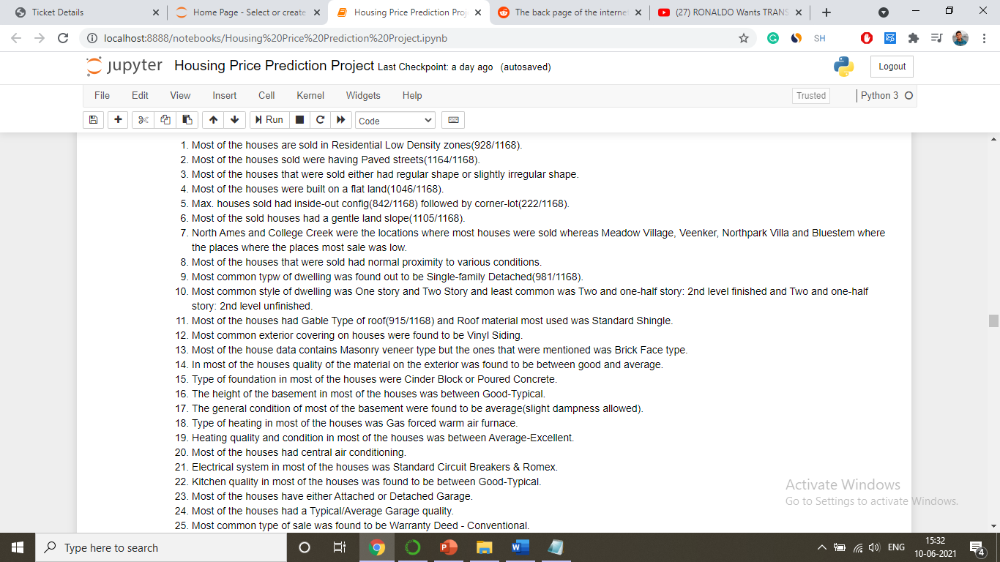 Ticket Details
Home Page - Select or create
Housing Price Prediction Proj
The back page of the internet
(27) RONALDO Wants TRANS
localhost:8888/notebooks/Housing%20Price%20Prediction%20Project.ipynb
SH
jupyter Housing Price Prediction Project Last Checkpoint: a day ago (autosaved)
Logout
File Edit View Insert Cell Kernel Widgets Help
Trusted
Python 3
Run
Code
1. Most of the houses are sold in Residential Low Density zones(928/1168).
2. Most of the houses sold were having Paved streets(1164/1168).
3. Most of the houses that were sold either had regular shape or slightly irregular shape.
4. Most of the houses were built on a flat land(1046/1168).
5. Max. houses sold had inside-out config(842/1168) followed by corner-lot(222/1168).
6. Most of the sold houses had a gentle land slope(1105/1168).
7. North Ames and College Creek were the locations where most houses were sold whereas Meadow Village, Veenker, Northpark Villa and Bluestem where
the places where the places most sale was low.
8. Most of the houses that were sold had normal proximity to various conditions.
9. Most common typw of dwelling was found out to be Single-family Detached(981/1168).
10. Most common style of dwelling was One story and Two Story and least common was Two and one-half story: 2nd level finished and Two and one-half
story: 2nd level unfinished.
11. Most of the houses had Gable Type of roof(915/1168) and Roof material most used was Standard Shingle.
12. Most common exterior covering on houses were found to be Vinyl Siding.
13. Most of the house data contains Masonry veneer type but the ones that were mentioned was Brick Face type.
14. In most of the houses quality of the material on the exterior was found to be between good and average.
15. Type of foundation in most of the houses were Cinder Block or Poured Concrete.
16. The height of the basement in most of the houses was between Good-Typical.
17. The general condition of most of the basement were found to be average(slight dampness allowed).
18. Type of heating in most of the houses was Gas forced warm air furnace.
19. Heating quality and condition in most of the houses was between Average-Excellent.
20. Most of the houses had central air conditioning.
21. Electrical system in most of the houses was Standard Circuit Breakers & Romex.
22. Kitchen quality in most of the houses was found to be between Good-Typical.
23. Most of the houses have either Attached or Detached Garage.
24. Most of the houses had a Typical/Average Garage quality.
25. Most common type of sale was found to be Warranty Deed - Conventional.
Activate Windows
Go to Settings to activate Windows.
Type here to search
ENG
15:32
10-06-2021
4